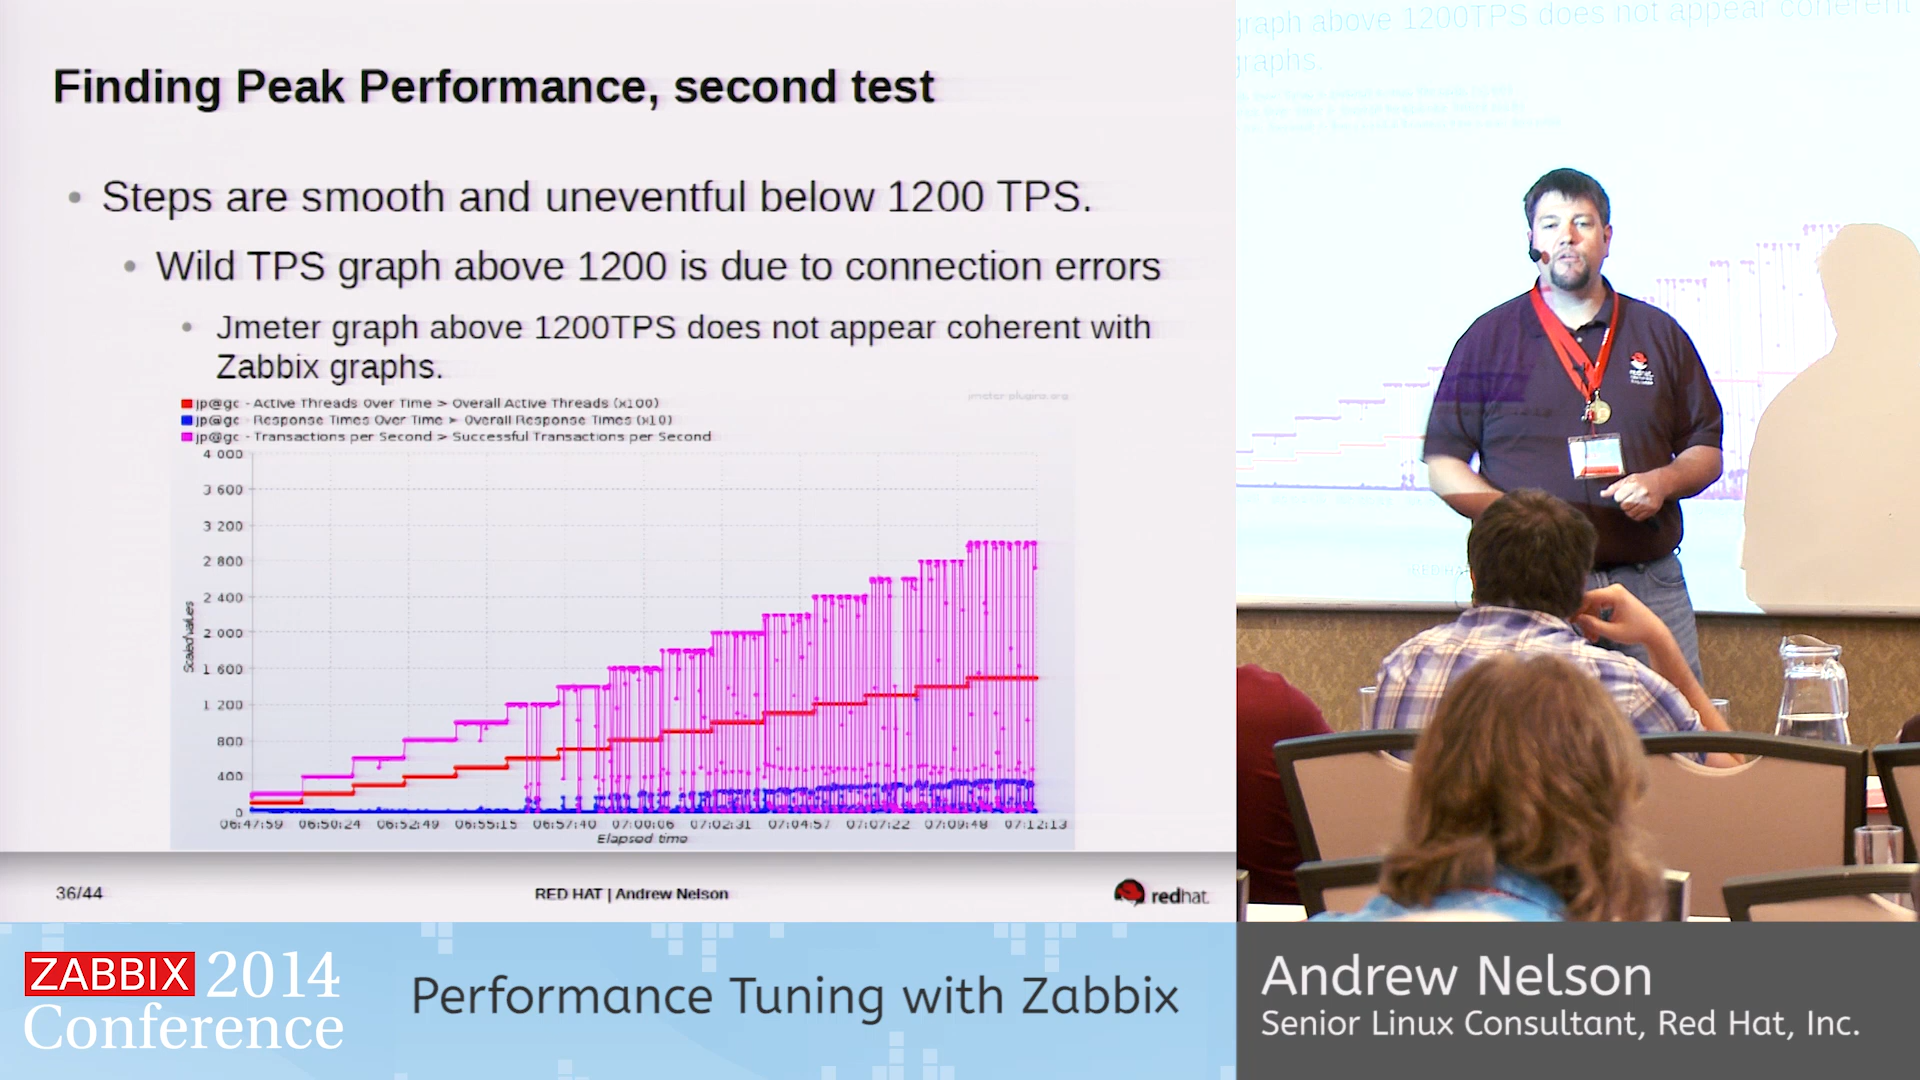 Finding Peak Performance, second test
Steps are smooth and uneventful below 1200 TPS.
Wild TPS graph above 1200 is due to connection errors
Jmeter graph above 1200TPS does not appear coherent with
Zabbix graphs.
jp@gc - Active Threads Over Time > Overall Active Threads (x100)
jp@gc - Response Times Over Time > Overall Response Times (x10)
jp@gc - Transactions per Second > Successful Transactions per Second
jmeter-plugins.org
4 000
3 600
3 200
2 800
2 400
2 000
1 600
1 200
800
400
0
Scaled values
06:47:59 06:50:24 06:52:49 06:55:15 06:57:40 07:00:06 07:02:31 07:04:57 07:07:22 07:09:48 07:12:13
Elapsed time
36/44
RED HAT | Andrew Nelson
redhat.
graph above 1200TPS does not appear coherent
graphs.
redhat.
RED HA
ZABBIX 2014
Conference
Performance Tuning with Zabbix
Andrew Nelson
Senior Linux Consultant, Red Hat, Inc.